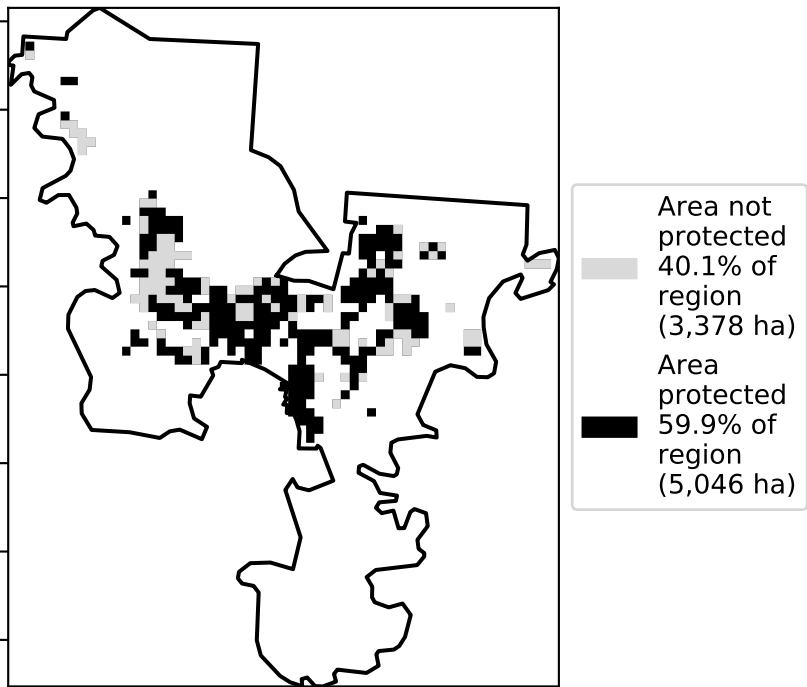 Area not
protected
40.1% of
region
(3,378 ha)
Area
protected
59.9% of
region
(5,046 ha)